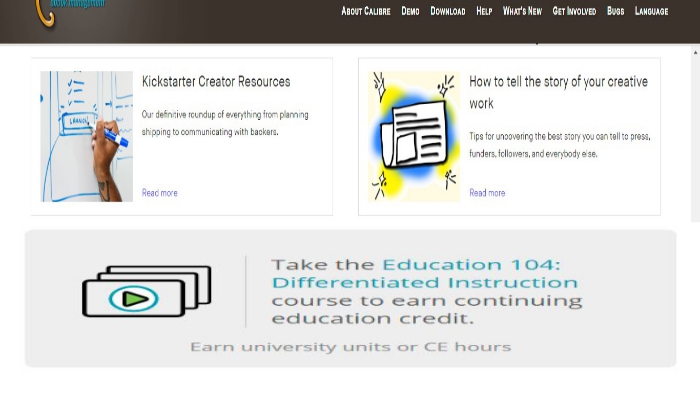 ebook management
About Calibre Demo Download Help What's New Get Involved Bugs Language
Kickstarter Creator Resources
Our definitive roundup of everything from planning
shipping to communicating with backers.
Read more
LAUNCH
How to tell the story of your creative
work
Tips for uncovering the best story you can tell to press,
funders, followers, and everybody else.
Read more
Take the Education 104:
Differentiated Instruction
course to earn continuing
education credit.
Earn university units or CE hours